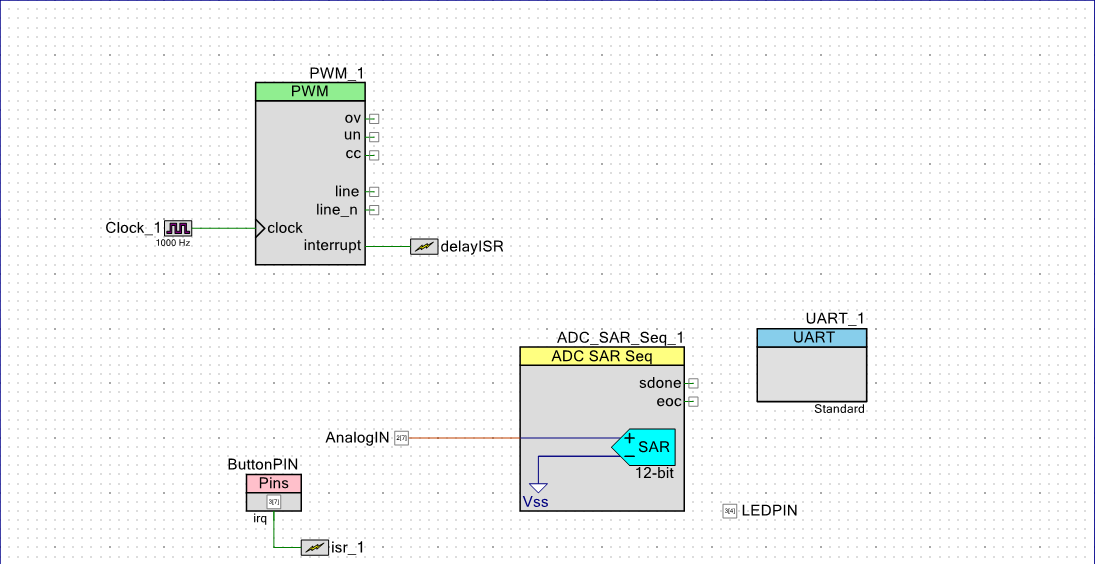 PWM_1
PWM
ov
un
cc
line
line_n
Clock_1
1000 Hz
clock
interrupt
delayISR
UART_1
UART
Standard
ADC_SAR_Seq_1
ADC SAR Seq
sdone
eoc
AnalogIN
2[7]
+
SAR
−
12-bit
Vss
ButtonPIN
Pins
3[7]
irq
isr_1
3[4]
LEDPIN